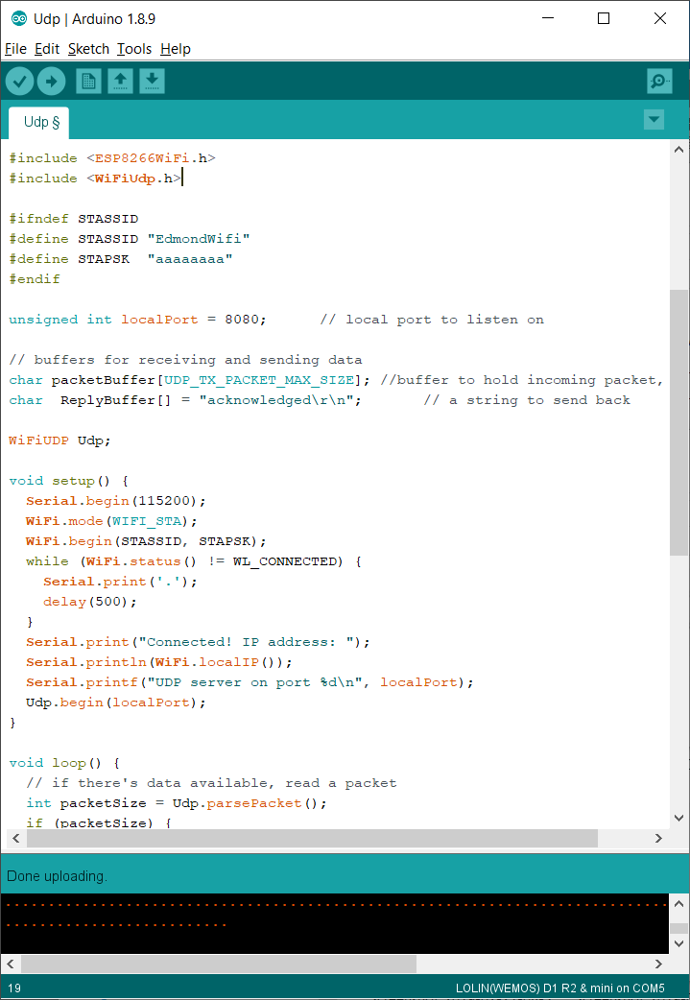 Udp | Arduino 1.8.9
File Edit Sketch Tools Help
Udp §
#include <ESP8266WiFi.h>
#include <WiFiUdp.h>
#ifndef STASSID
#define STASSID "EdmondWifi"
#define STAPSK  "aaaaaaaa"
#endif
unsigned int localPort = 8080;      // local port to listen on
// buffers for receiving and sending data
char packetBuffer[UDP_TX_PACKET_MAX_SIZE]; //buffer to hold incoming packet,
char  ReplyBuffer[] = "acknowledged\r\n";       // a string to send back
WiFiUDP Udp;
void setup() {
  Serial.begin(115200);
  WiFi.mode(WIFI_STA);
  WiFi.begin(STASSID, STAPSK);
  while (WiFi.status() != WL_CONNECTED) {
    Serial.print('.');
    delay(500);
  }
  Serial.print("Connected! IP address: ");
  Serial.println(WiFi.localIP());
  Serial.printf("UDP server on port %d\n", localPort);
  Udp.begin(localPort);
}
void loop() {
  // if there's data available, read a packet
  int packetSize = Udp.parsePacket();
  if (packetSize) {
Done uploading.
19 LOLIN(WEMOS) D1 R2 & mini on COM5